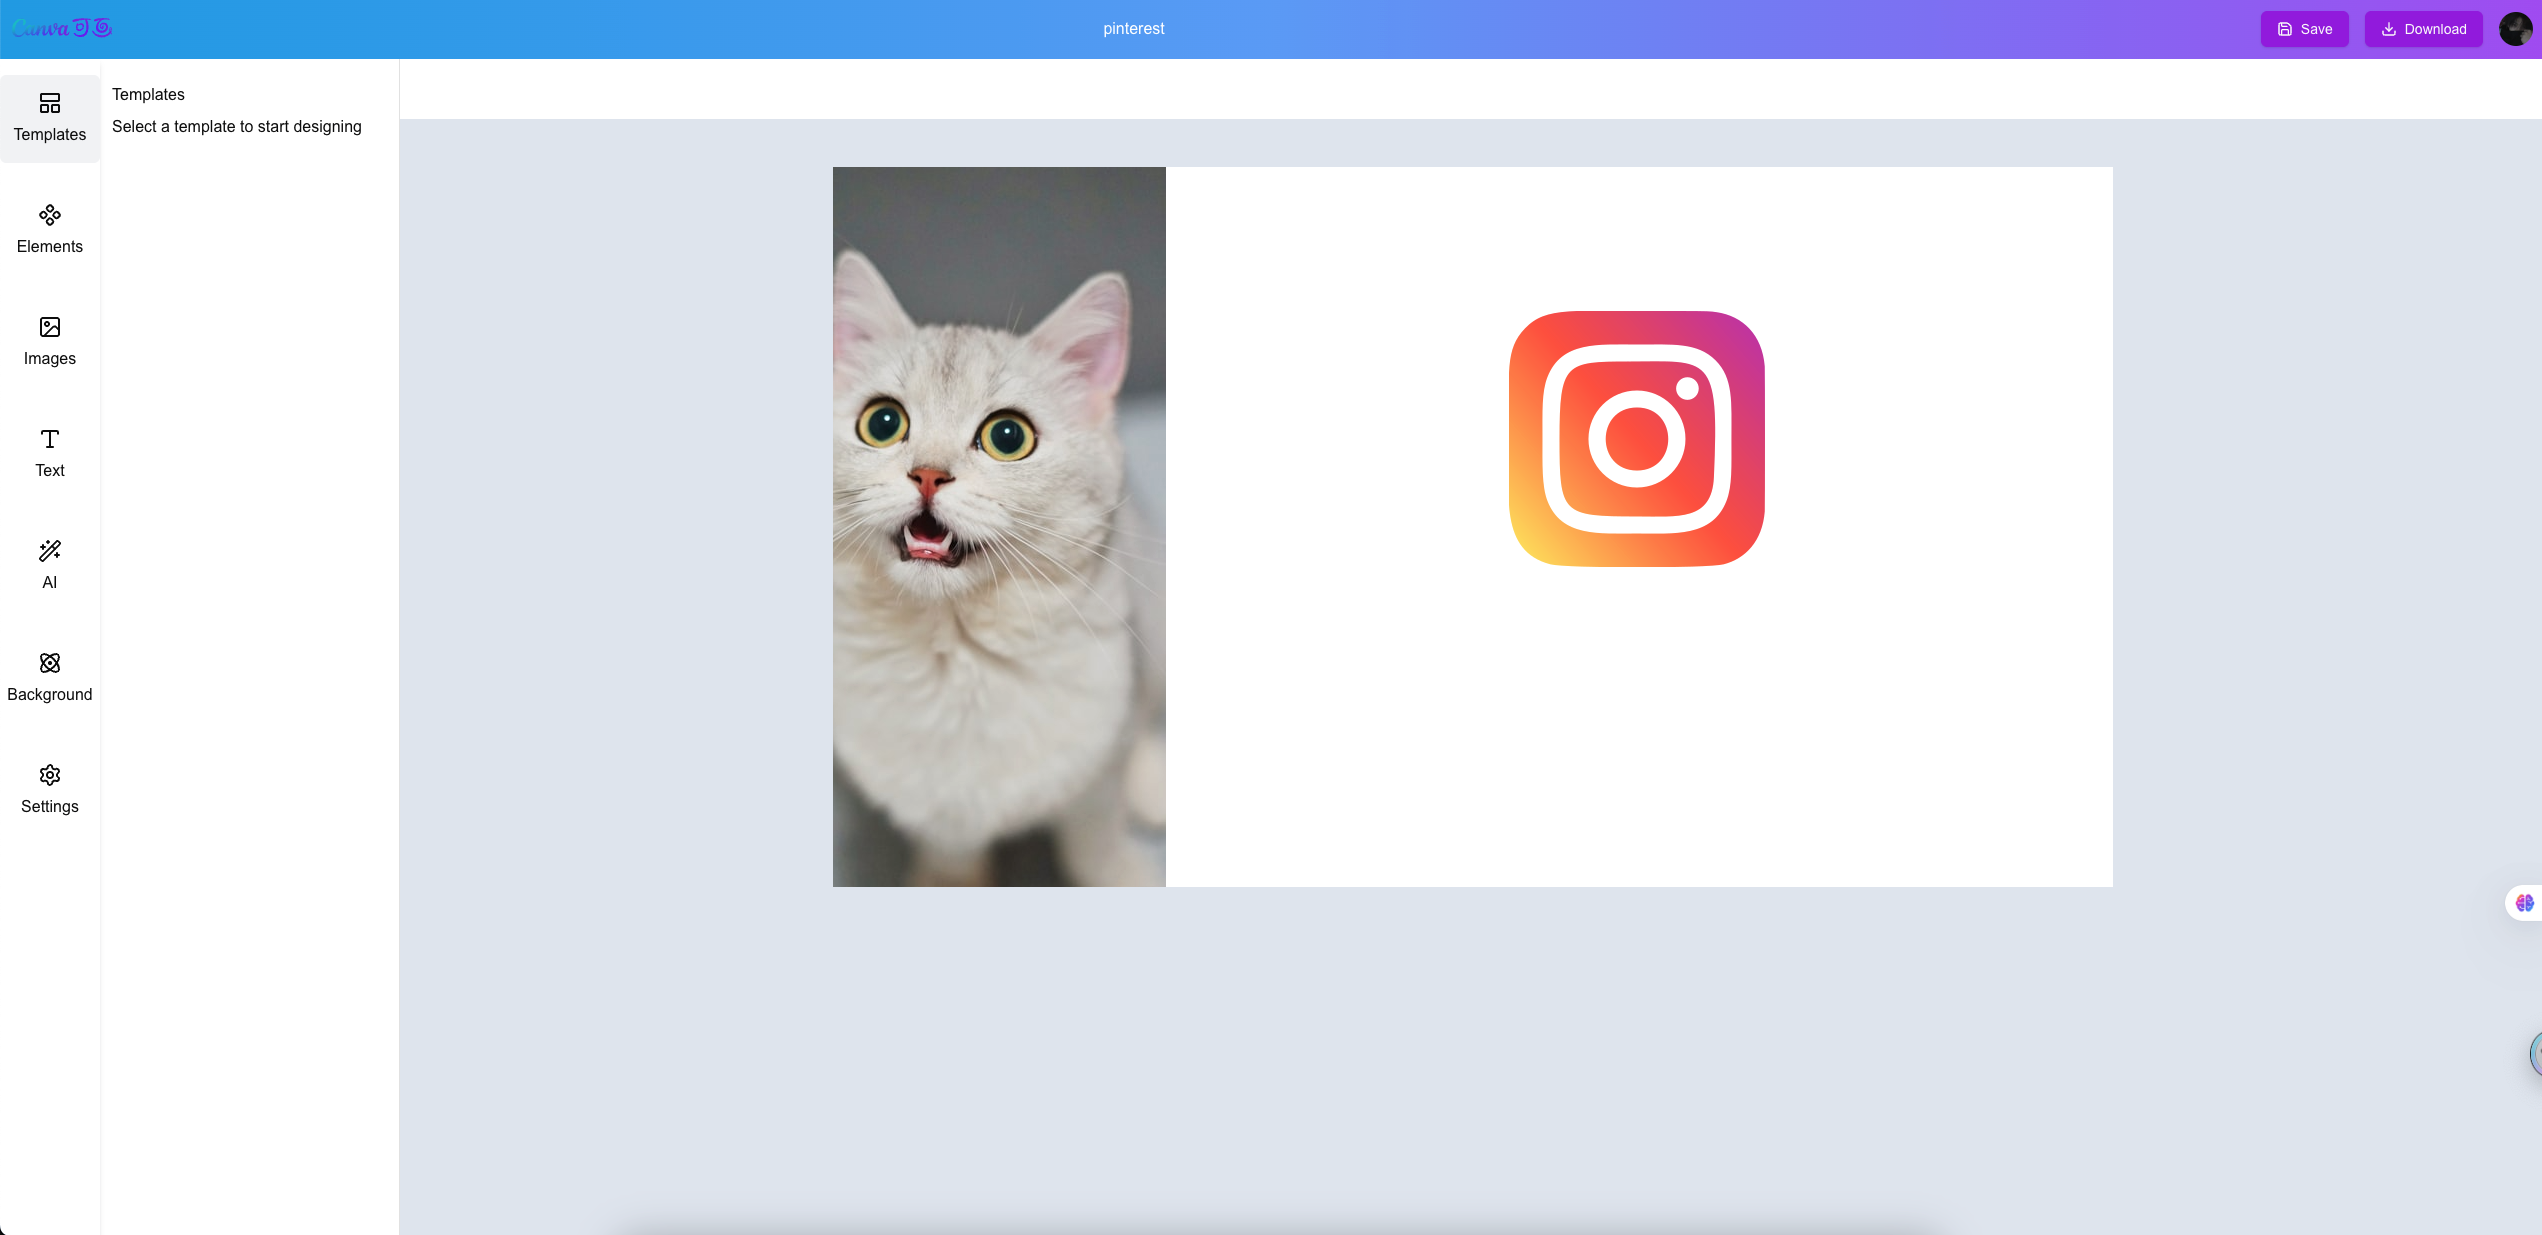 Canva
pinterest
Save
Download
Templates
Elements
Images
Text
AI
Background
Settings
Templates
Select a template to start designing